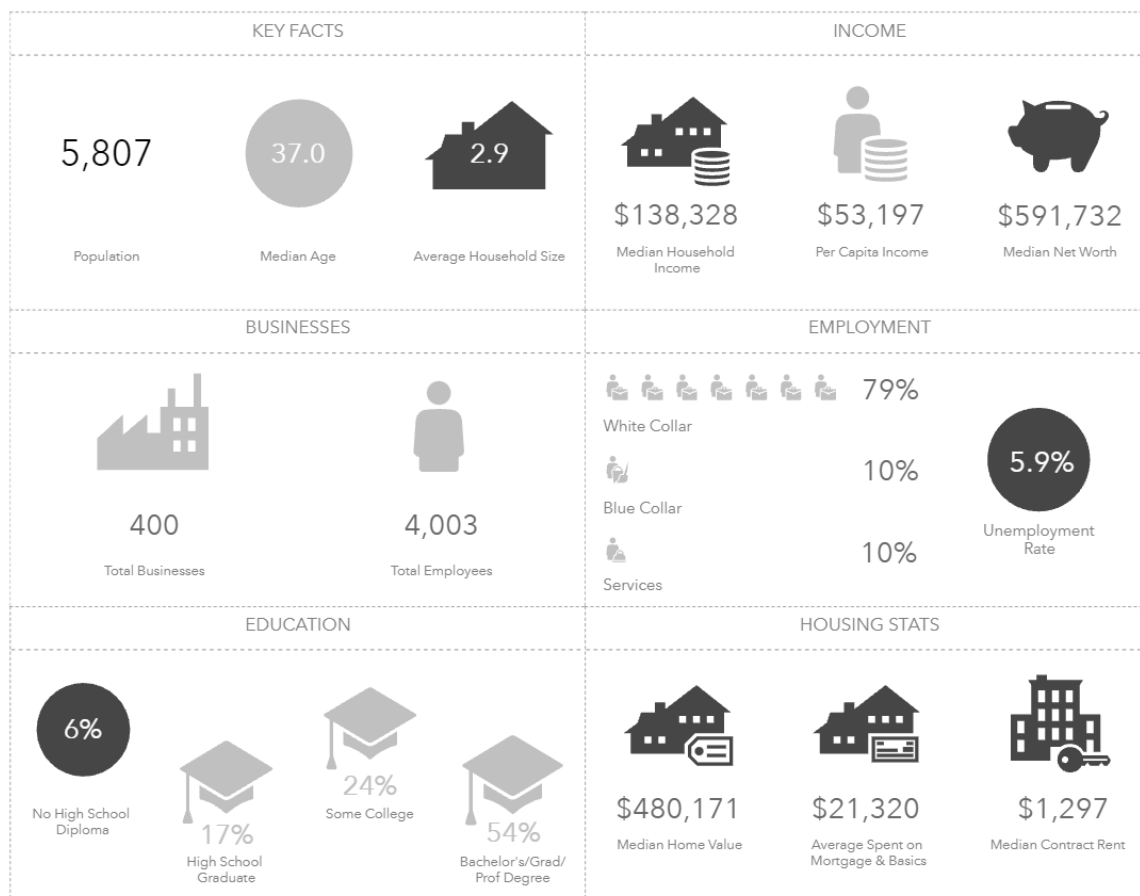 KEY FACTS
5,807
Population
37.0
Median Age
2.9
Average Household Size
INCOME
$138,328
Median Household
Income
$53,197
Per Capita Income
$591,732
Median Net Worth
BUSINESSES
400
Total Businesses
4,003
Total Employees
EMPLOYMENT
79%
White Collar
10%
Blue Collar
10%
Services
5.9%
Unemployment
Rate
EDUCATION
6%
No High School
Diploma
17%
High School
Graduate
24%
Some College
54%
Bachelor's/Grad/
Prof Degree
HOUSING STATS
$480,171
Median Home Value
$21,320
Average Spent on
Mortgage & Basics
$1,297
Median Contract Rent